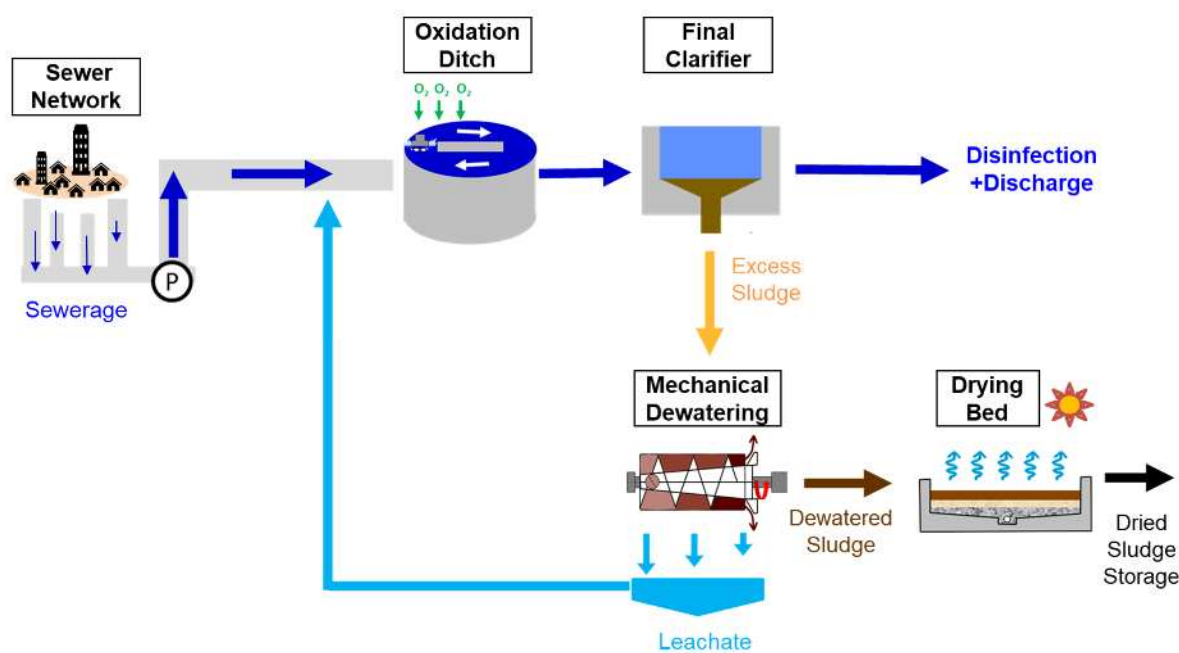 Oxidation
Ditch
Final
Clarifier
Sewer
Network
O₂ O₂ O₂
Disinfection
+Discharge
P
Sewerage
Excess
Sludge
Mechanical
Dewatering
Drying
Bed
Dewatered
Sludge
Dried
Sludge
Storage
Leachate